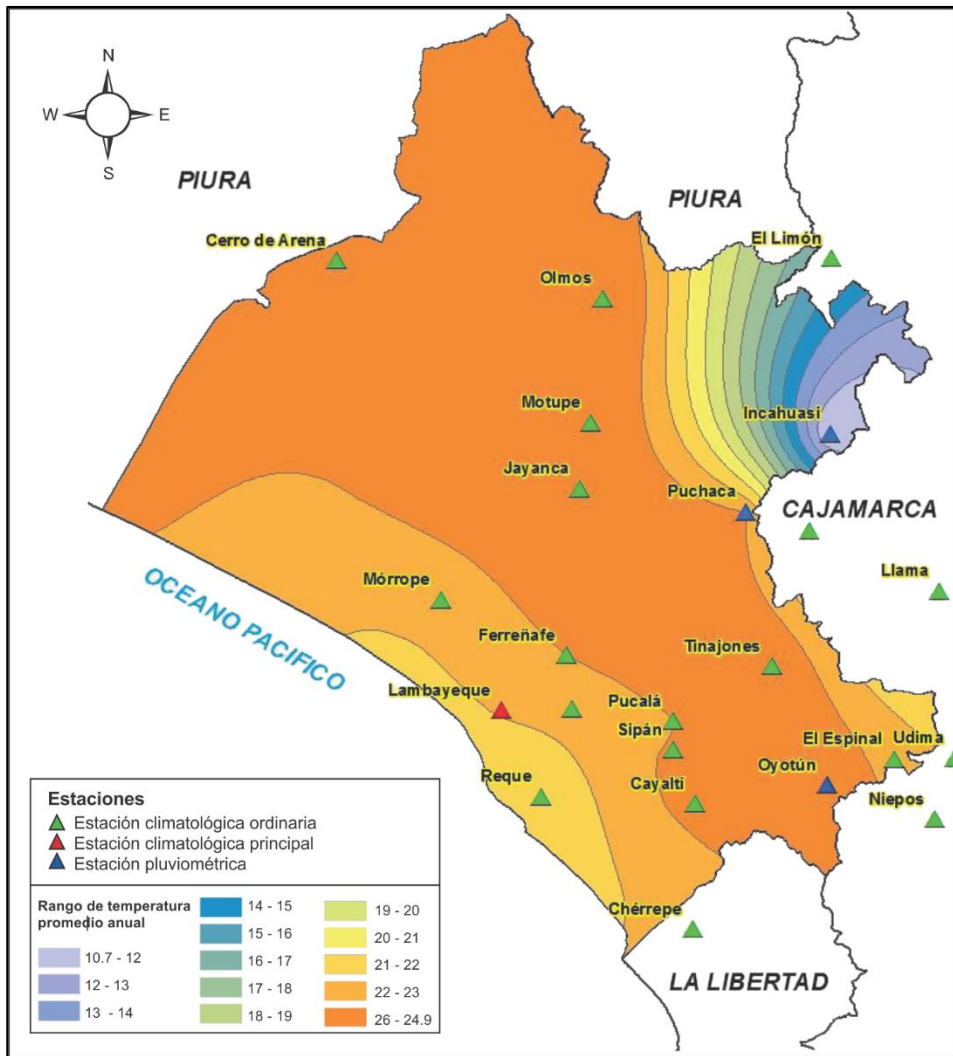 N
W E
S
PIURA
PIURA
El Limón
Cerro de Arena
Olmos
Motupe
Incahuasi
Jayanca
Puchaca
CAJAMARCA
Llama
Mórrope
OCEANO PACIFICO
Ferreñafe
Tinajones
Lambayeque
Pucalá
Sipán
El Espinal Udima
Reque
Cayaltí
Oyotún
Niepos
Chérrepe
LA LIBERTAD
Estaciones
Estación climatológica ordinaria
Estación climatológica principal
Estación pluviométrica
Rango de temperatura
promedio anual
10.7 - 12
12 - 13
13 - 14
14 - 15
15 - 16
16 - 17
17 - 18
18 - 19
19 - 20
20 - 21
21 - 22
22 - 23
26 - 24.9